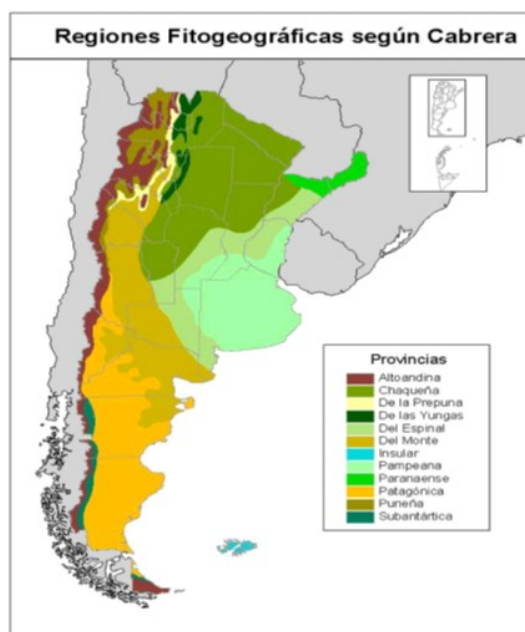 Regiones Fitogeográficas según Cabrera
Provincias
Altoandina
Chaqueña
De la Prepuna
De las Yungas
Del Espinal
Del Monte
Insular
Pampeana
Paranaense
Patagónica
Puneña
Subantártica